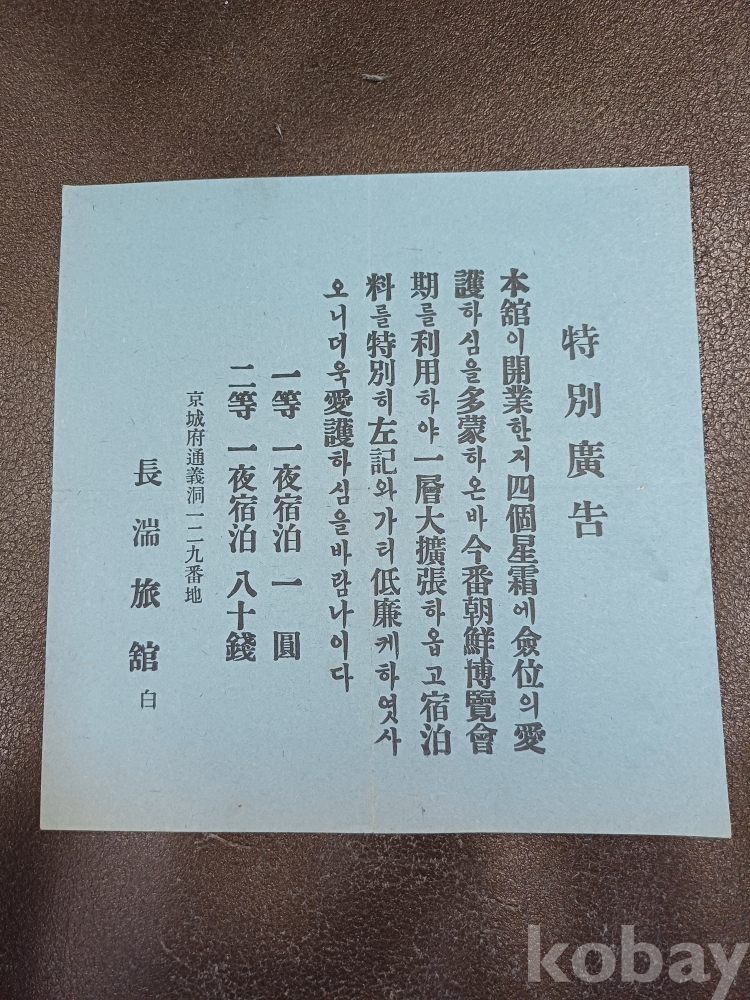 特別廣告
本舘이開業한지四個星霜에僉位의愛
護하심을多蒙하온바今番朝鮮博覽會
期를利用하야一層大擴張하옵고宿泊
料를特別히左記와가티低廉케하엿사
오니더욱愛護하심을바람나이다
一等 一夜宿泊 一圓
二等 一夜宿泊 八十錢
京城府通義洞一二九番地
長湍旅舘 白
kobay